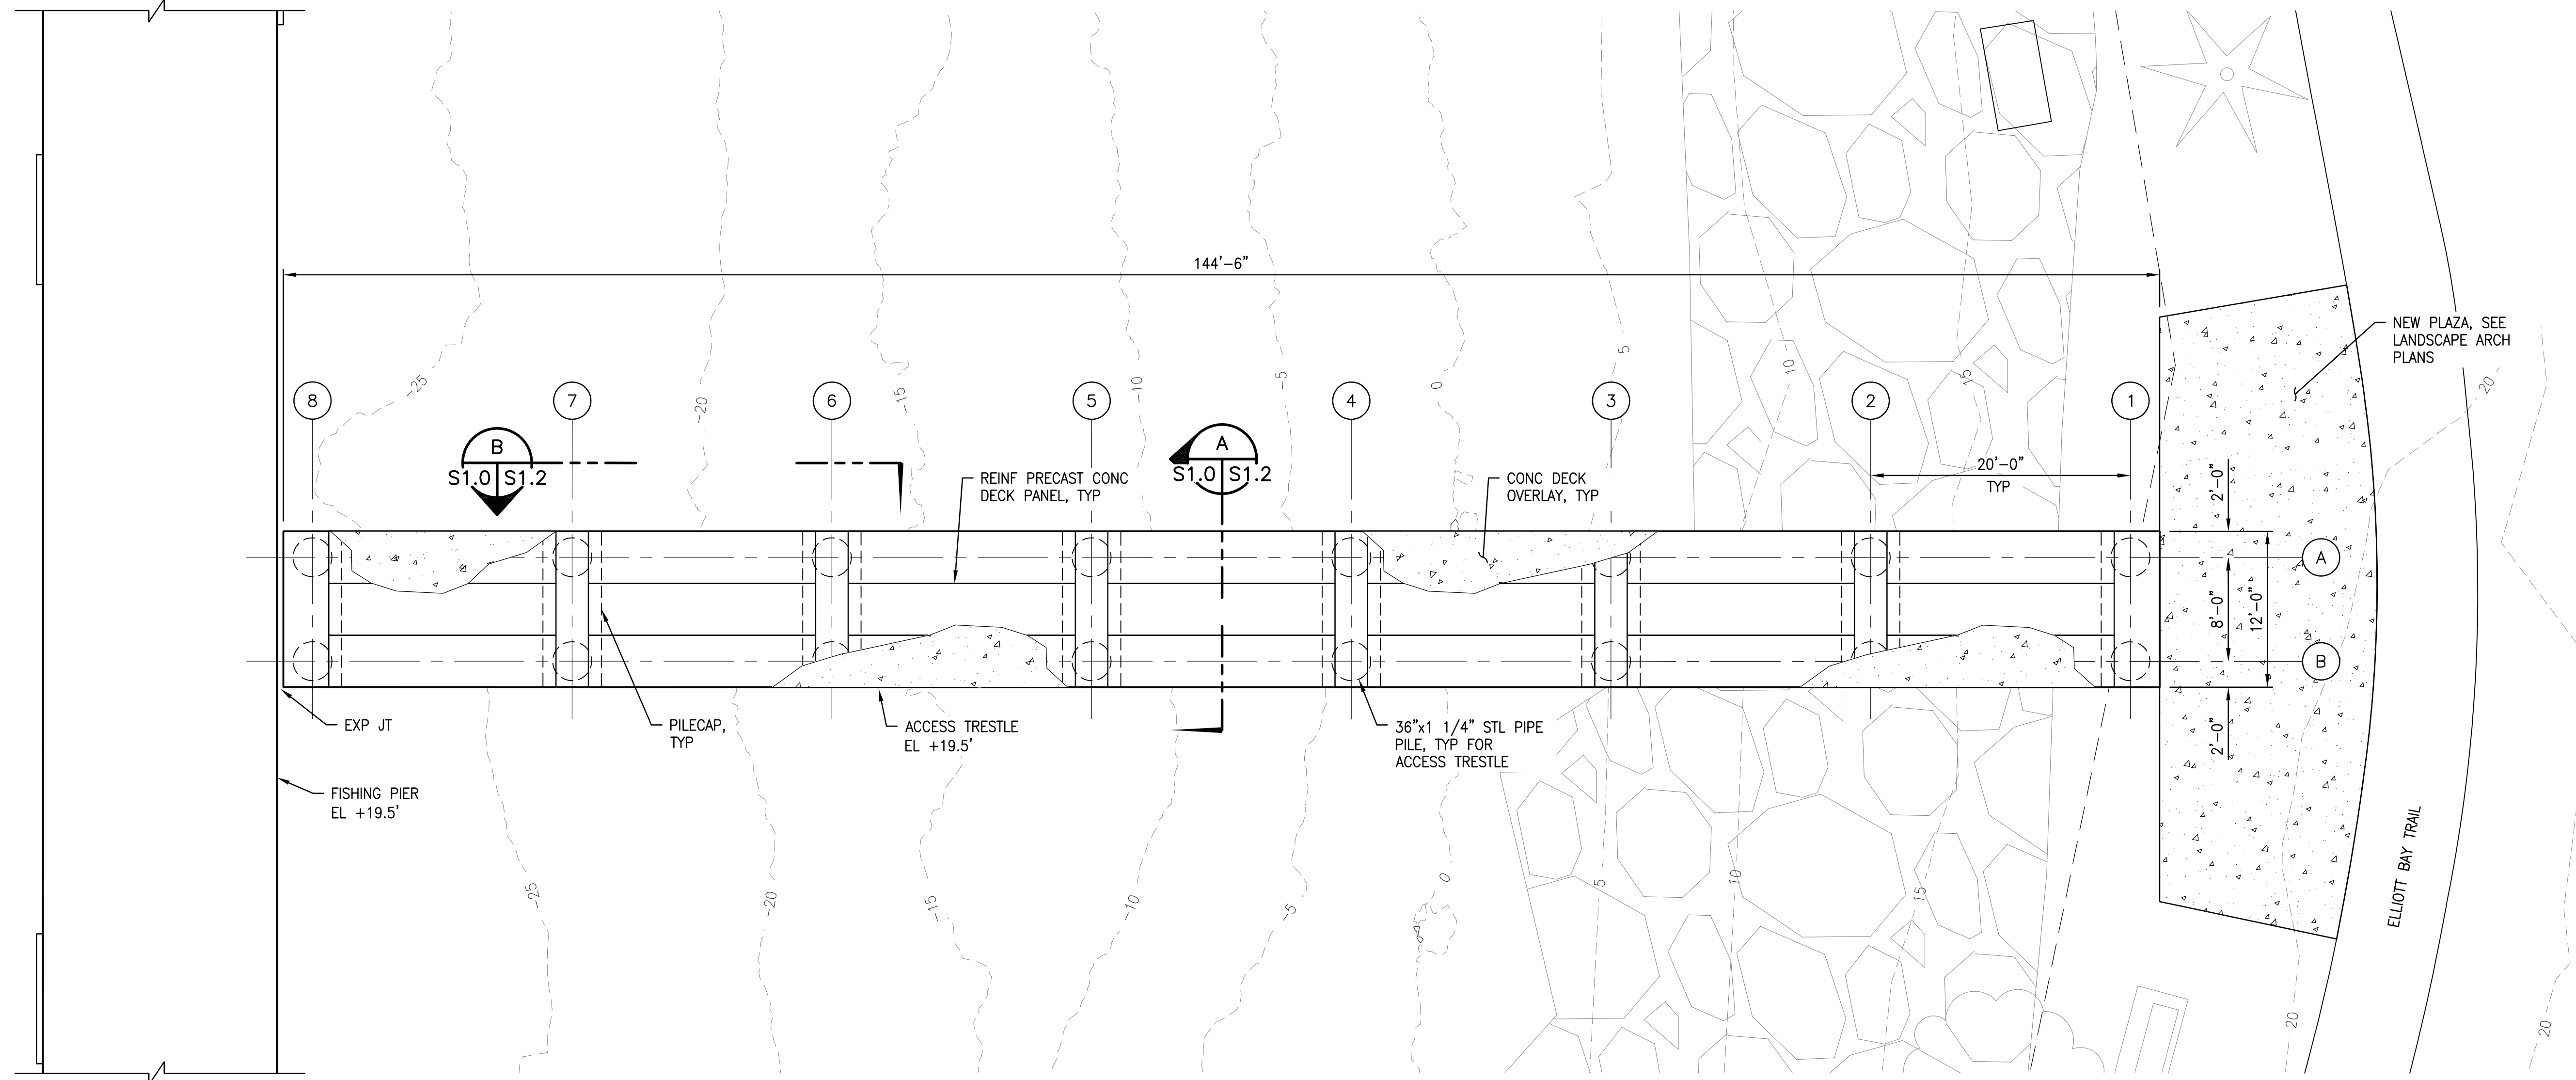 144'-6"
NEW PLAZA, SEE
LANDSCAPE ARCH
PLANS
-25
-20
-15
-10
-5
0
5
10
15
20
8
7
6
5
4
3
2
1
B
S1.0 S1.2
A
S1.0 S1.2
REINF PRECAST CONC
DECK PANEL, TYP
CONC DECK
OVERLAY, TYP
20'-0"
TYP
2'-0"
8'-0"
12'-0"
2'-0"
A
B
EXP JT
PILECAP,
TYP
ACCESS TRESTLE
EL +19.5'
36"x1 1/4" STL PIPE
PILE, TYP FOR
ACCESS TRESTLE
FISHING PIER
EL +19.5'
ELLIOTT BAY TRAIL
-25
-20
-15
-10
-5
0
5
10
15
20
20